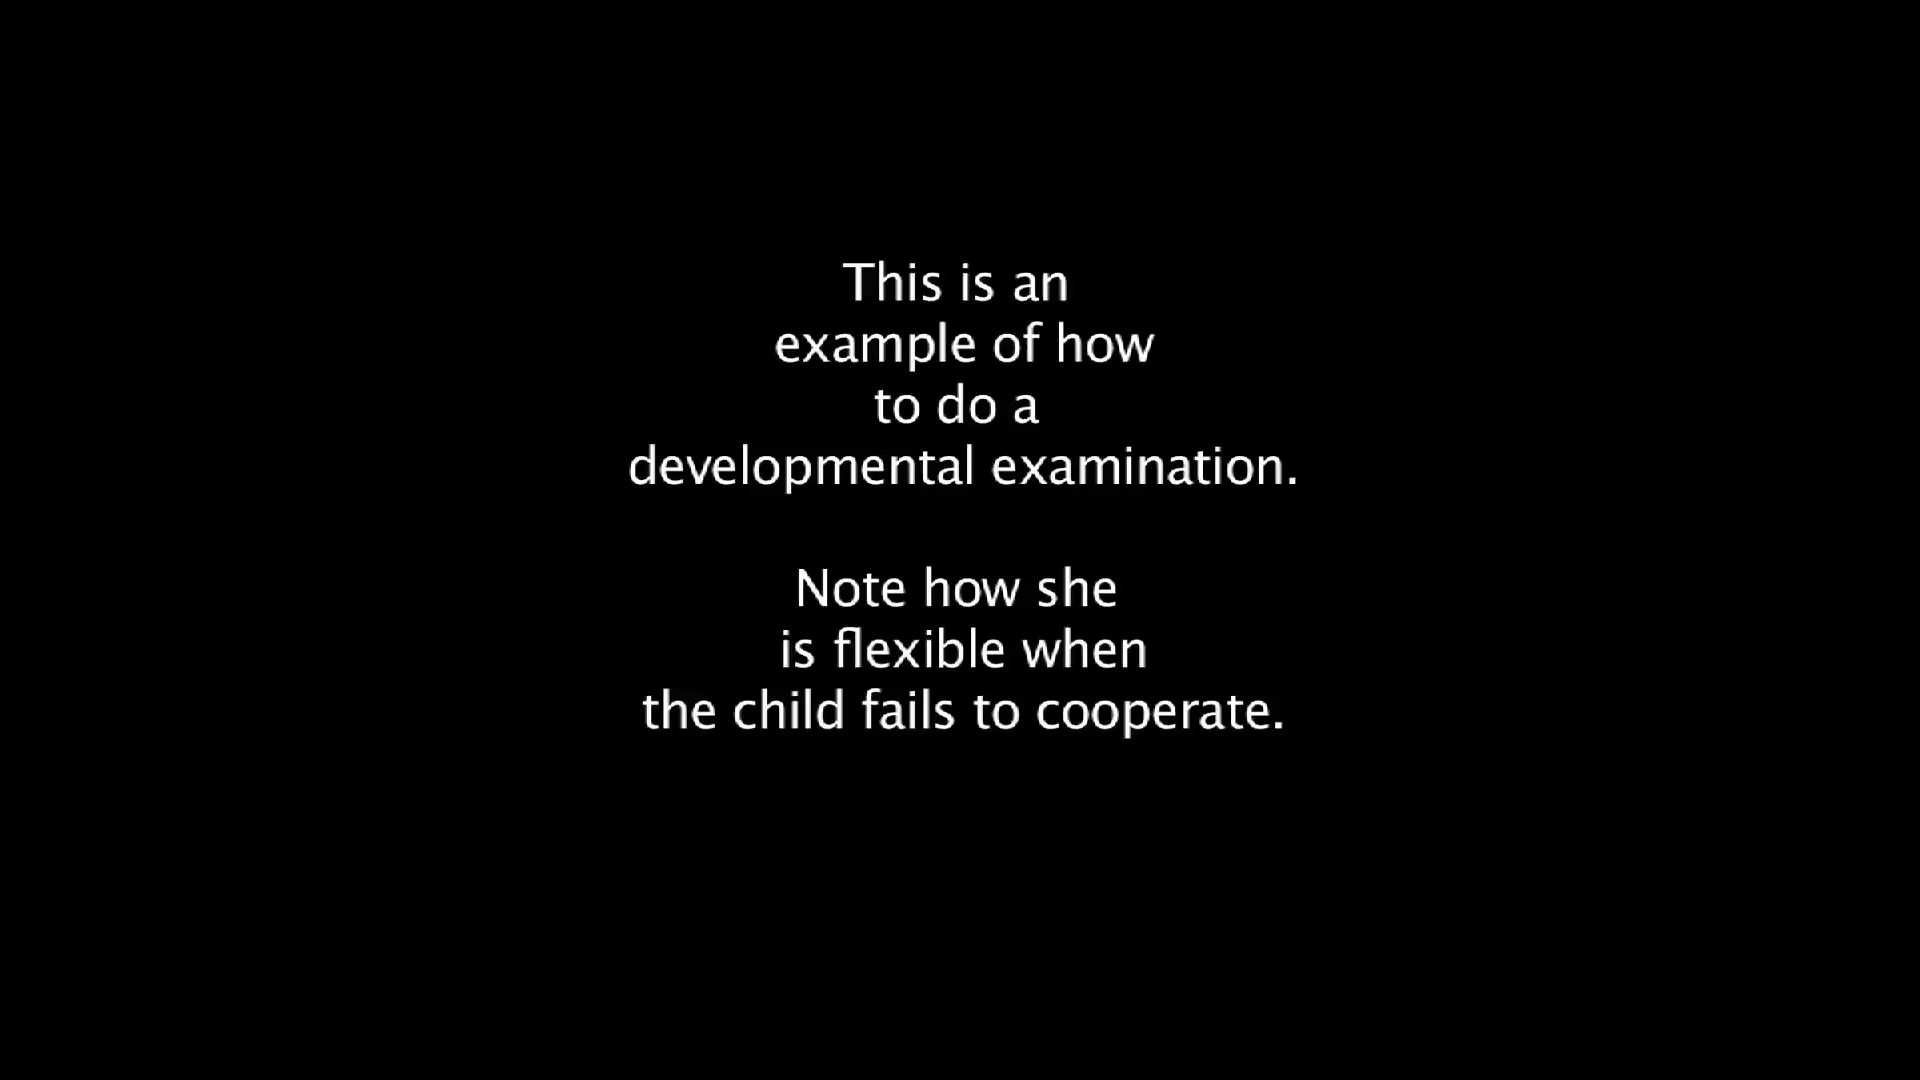 This is an
example of how
to do a
developmental examination.
Note how she
is flexible when
the child fails to cooperate.